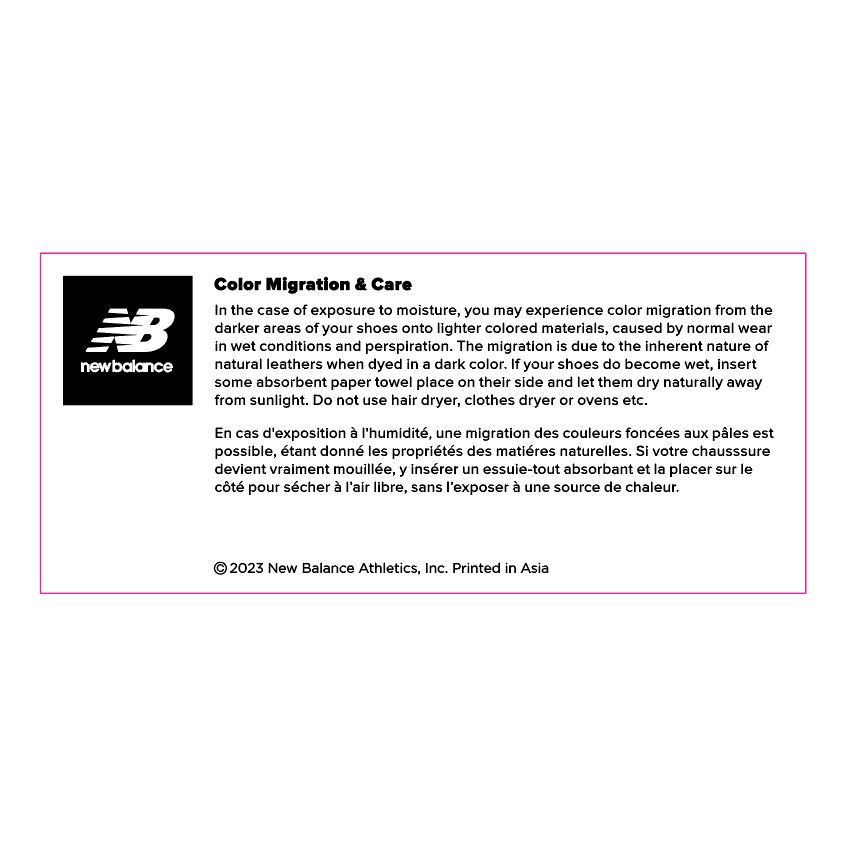 NB
newbalance
Color Migration & Care
In the case of exposure to moisture, you may experience color migration from the
darker areas of your shoes onto lighter colored materials, caused by normal wear
in wet conditions and perspiration. The migration is due to the inherent nature of
natural leathers when dyed in a dark color. If your shoes do become wet, insert
some absorbent paper towel place on their side and let them dry naturally away
from sunlight. Do not use hair dryer, clothes dryer or ovens etc.
En cas d'exposition à l'humidité, une migration des couleurs foncées aux pâles est
possible, étant donné les propriétés des matiéres naturelles. Si votre chausssure
devient vraiment mouillée, y insérer un essuie-tout absorbant et la placer sur le
côté pour sécher à l'air libre, sans l'exposer à une source de chaleur.
© 2023 New Balance Athletics, Inc. Printed in Asia